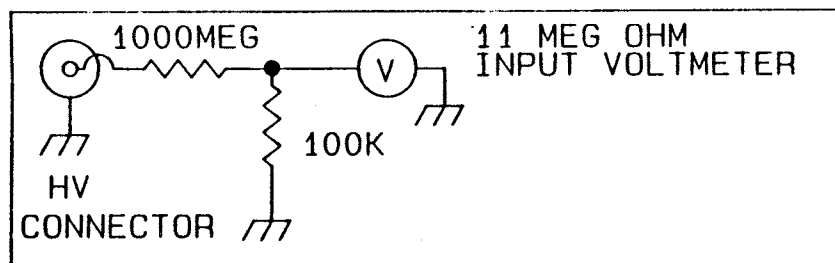 1000MEG
11 MEG OHM
INPUT VOLTMETER
V
100K
HV
CONNECTOR